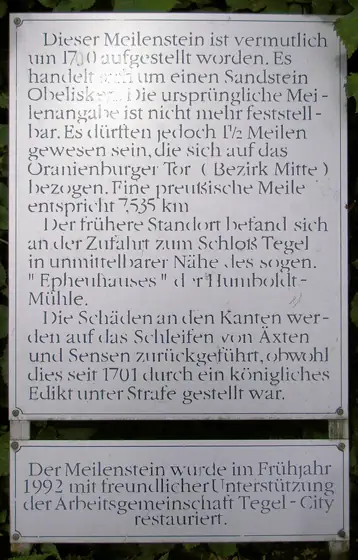 Dieser Meilenstein ist vermutlich
um 1700 aufgestellt worden. Es
handelt sich um einen Sandstein
Obelisken. Die ursprüngliche Mei-
lenangabe ist nicht mehr feststell-
bar. Es dürften jedoch 1½ Meilen
gewesen sein, die sich auf das
Oranienburger Tor ( Bezirk Mitte )
bezogen. Eine preußische Meile
entspricht 7,535 km
Der frühere Standort befand sich
an der Zufahrt zum Schloß Tegel
in unmittelbarer Nähe des sogen.
" Epheuhauses " der Humboldt-
Mühle.
Die Schäden an den Kanten wer-
den auf das Schleifen von Äxten
und Sensen zurückgeführt, obwohl
dies seit 1701 durch ein königliches
Edikt unter Strafe gestellt war.
Der Meilenstein wurde im Frühjahr
1992 mit freundlicher Unterstützung
der Arbeitsgemeinschaft Tegel - City
restauriert.